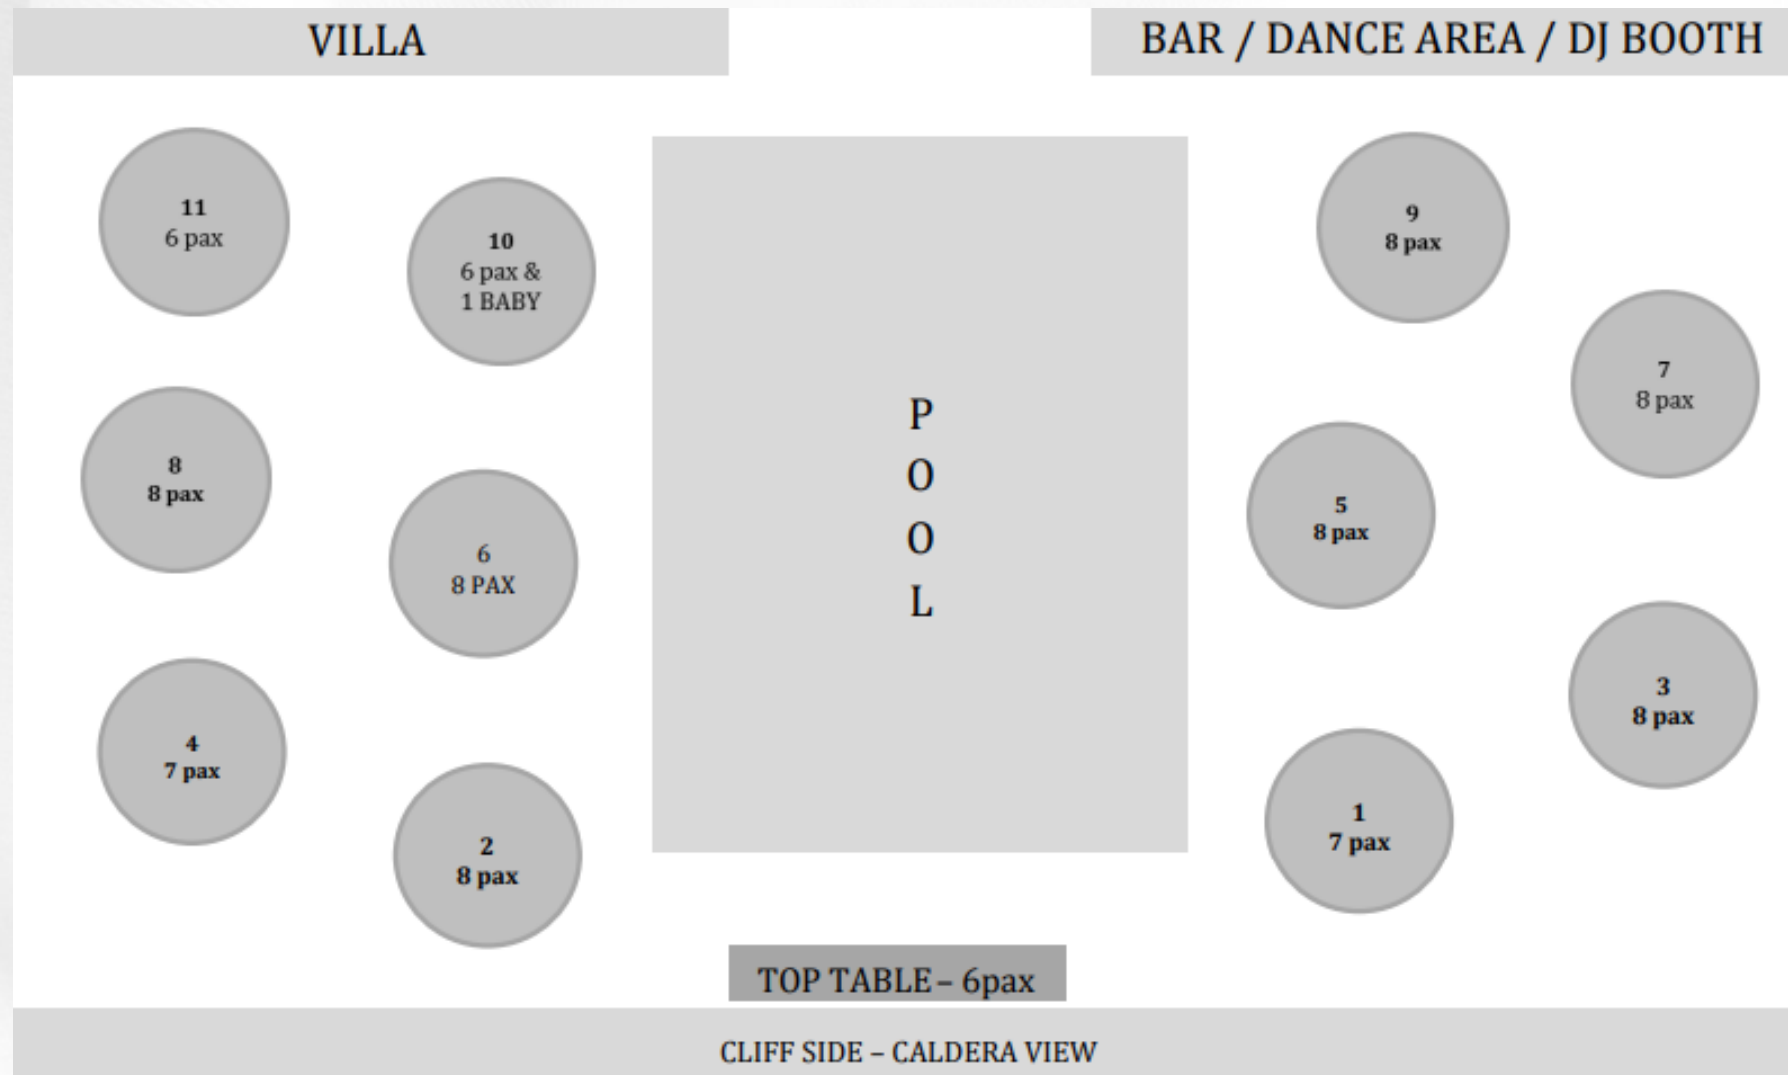 VILLA
BAR / DANCE AREA / DJ BOOTH
11
6 pax
10
6 pax &
1 BABY
9
8 pax
7
8 pax
8
8 pax
6
8 PAX
P
O
O
L
5
8 pax
4
7 pax
3
8 pax
2
8 pax
1
7 pax
TOP TABLE – 6pax
CLIFF SIDE – CALDERA VIEW